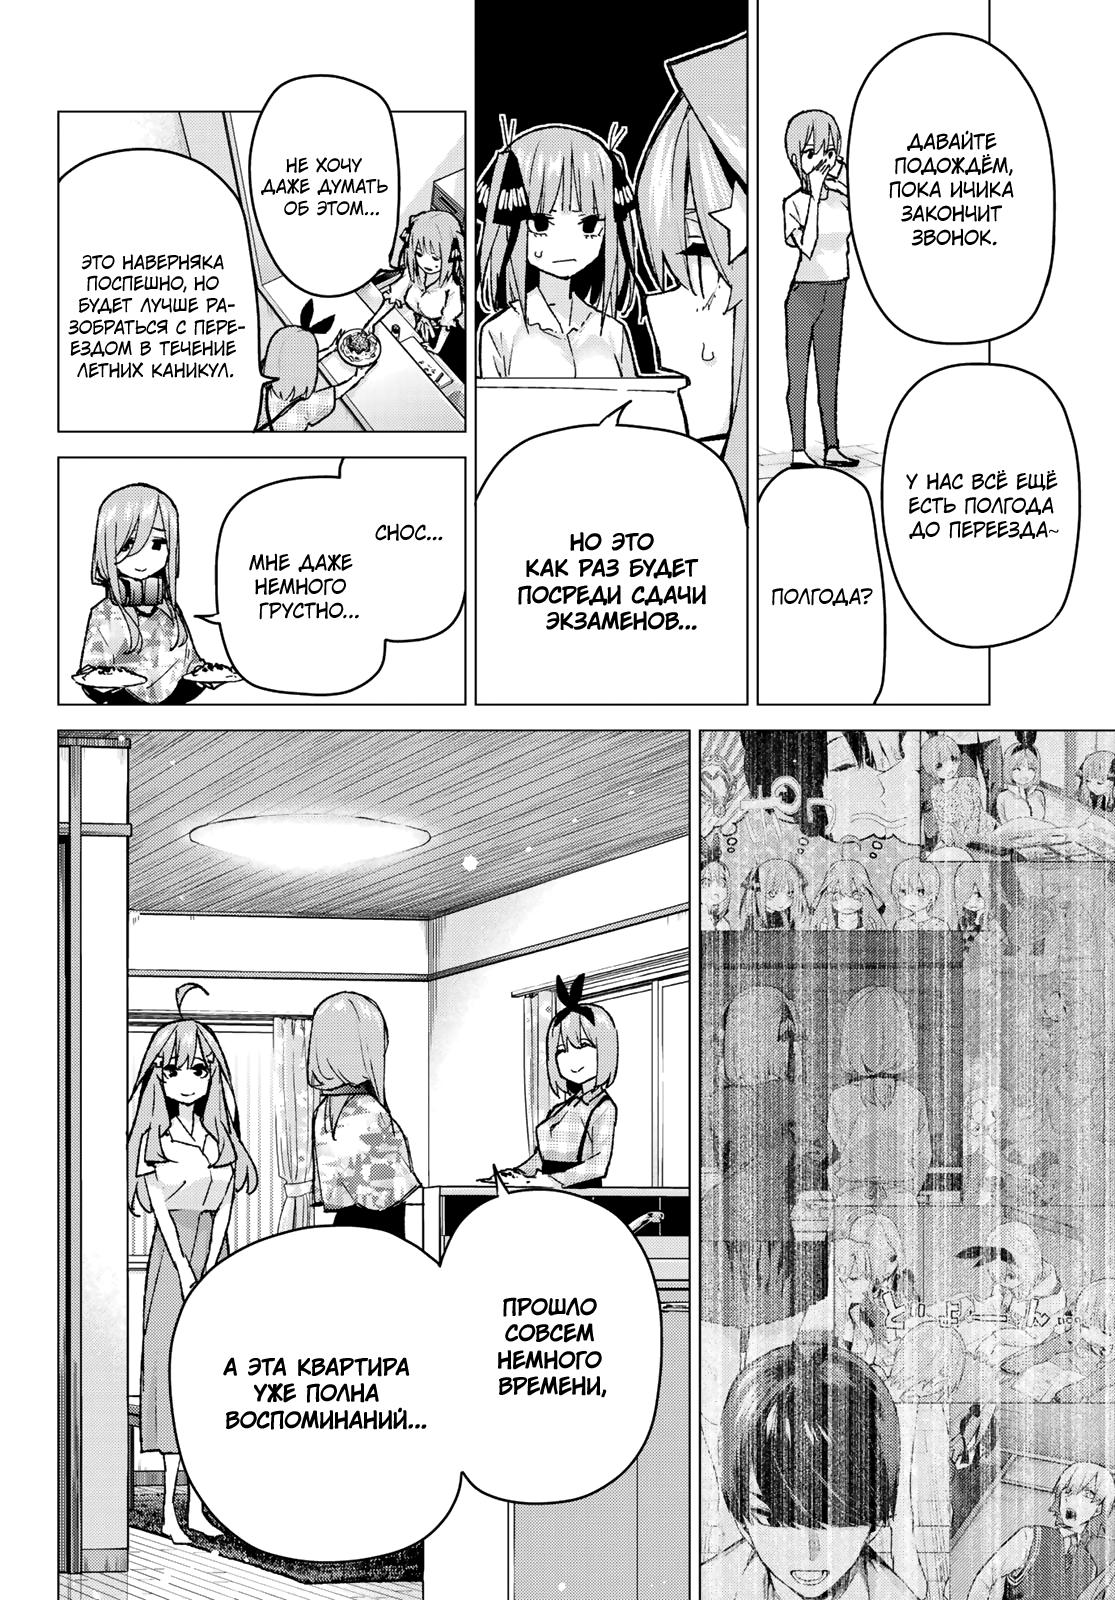 ДАВАЙТЕ
ПОДОЖДЁМ,
ПОКА ИЧИКА
ЗАКОНЧИТ
ЗВОНОК.
У НАС ВСЁ ЕЩЁ
ЕСТЬ ПОЛГОДА
ДО ПЕРЕЕЗДА~
ПОЛГОДА?
НО ЭТО
КАК РАЗ БУДЕТ
ПОСРЕДИ СДАЧИ
ЭКЗАМЕНОВ...
НЕ ХОЧУ
ДАЖЕ ДУМАТЬ
ОБ ЭТОМ...
ЭТО НАВЕРНЯКА
ПОСПЕШНО, НО
БУДЕТ ЛУЧШЕ РА-
ЗОБРАТЬСЯ С ПЕРЕ-
ЕЗДОМ В ТЕЧЕНИЕ
ЛЕТНИХ КАНИКУЛ.
СНОС...
МНЕ ДАЖЕ
НЕМНОГО
ГРУСТНО...
ПРОШЛО
СОВСЕМ
НЕМНОГО
ВРЕМЕНИ,
А ЭТА КВАРТИРА
УЖЕ ПОЛНА
ВОСПОМИНАНИЙ...